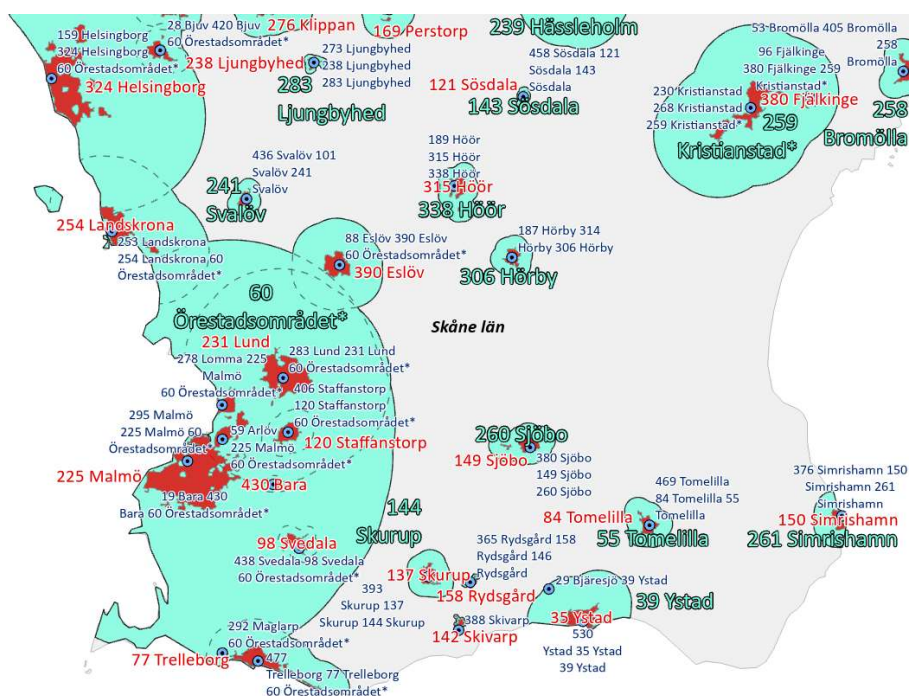 276 Klippan
169 Perstorp
239 Hässleholm
28 Bjuv 420 Bjuv
60 Örestadsområdet*
159 Helsingborg
324 Helsingborg
60 Örestadsområdet*
324 Helsingborg
238 Ljungbyhed
273 Ljungbyhed
238 Ljungbyhed
283 Ljungbyhed
283
Ljungbyhed
458 Sösdala 121
Sösdala 143
Sösdala
121 Sösdala
143 Sösdala
53 Bromölla 405 Bromölla
258
Bromölla
96 Fjälkinge
380 Fjälkinge 259
Kristianstad*
230 Kristianstad
268 Kristianstad
259 Kristianstad*
380 Fjälkinge
259
Kristianstad*
258
Bromölla
436 Svalöv 101
Svalöv 241
Svalöv
241
Svalöv
189 Höör
315 Höör
338 Höör
315 Höör
338 Höör
254 Landskrona
253 Landskrona
254 Landskrona 60
Örestadsområdet*
88 Eslöv 390 Eslöv
60 Örestadsområdet*
390 Eslöv
187 Hörby 314
Hörby 306 Hörby
306 Hörby
60
Örestadsområdet*
Skåne län
231 Lund
278 Lomma 225
Malmö
60 Örestadsområdet*
283 Lund 231 Lund
60 Örestadsområdet*
406 Staffanstorp
120 Staffanstorp
60 Örestadsområdet*
120 Staffanstorp
295 Malmö
225 Malmö 60
Örestadsområdet*
59 Arlöv
225 Malmö
60 Örestadsområdet*
225 Malmö
430 Bara
19 Bara 430
Bara 60 Örestadsområdet*
260 Sjöbo
149 Sjöbo
380 Sjöbo
149 Sjöbo
260 Sjöbo
469 Tomelilla
84 Tomelilla 55
Tomelilla
84 Tomelilla
55 Tomelilla
376 Simrishamn 150
Simrishamn 261
Simrishamn
150 Simrishamn
261 Simrishamn
144
Skurup
98 Svedala
438 Svedala 98 Svedala
60 Örestadsområdet*
137 Skurup
393
Skurup 137
Skurup 144 Skurup
365 Rydsgård 158
Rydsgård 146
Rydsgård
158 Rydsgård
29 Bjäresjö 39 Ystad
39 Ystad
35 Ystad
530
Ystad 35 Ystad
39 Ystad
388 Skivarp
142 Skivarp
292 Maglarp
60 Örestadsområdet*
77 Trelleborg
477
Trelleborg 77 Trelleborg
60 Örestadsområdet*